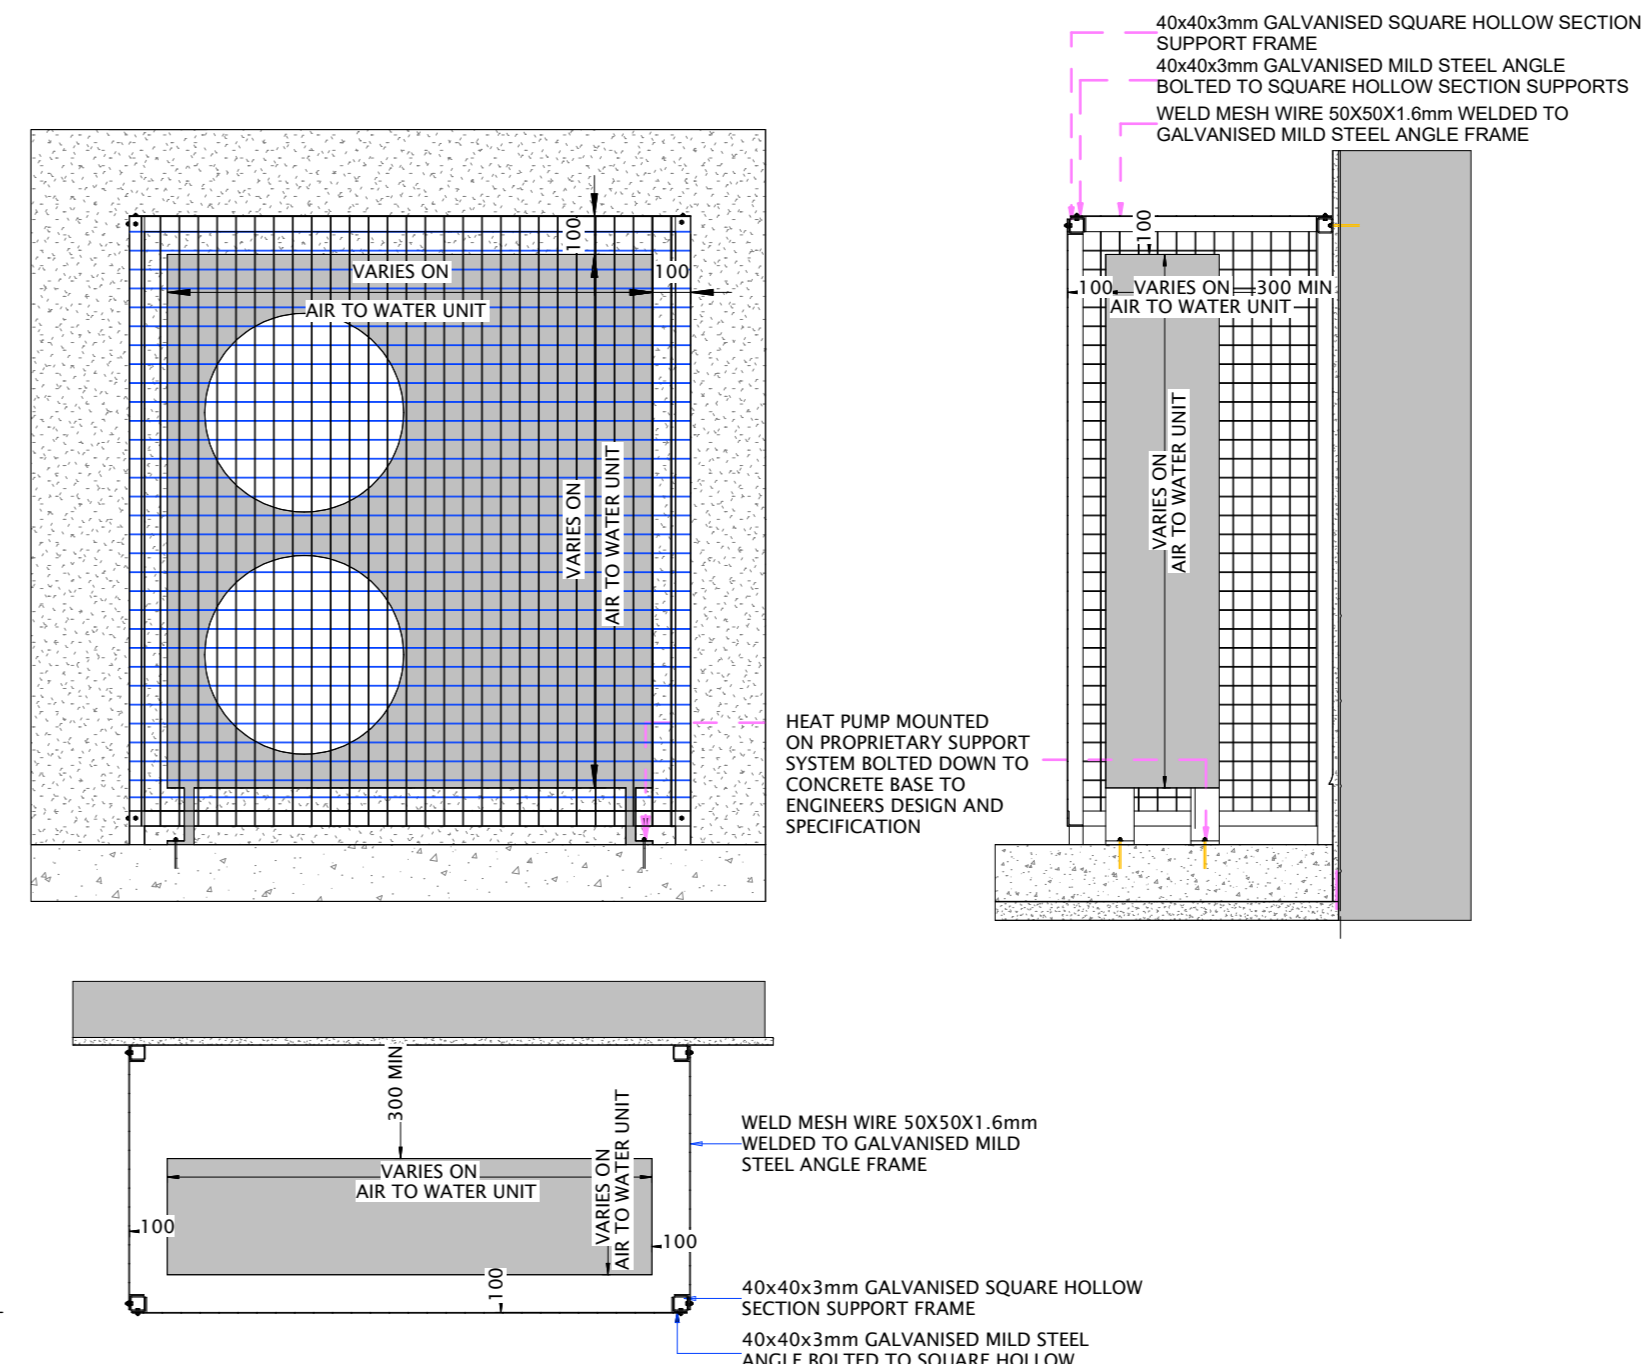 40x40x3mm GALVANISED SQUARE HOLLOW SECTION
SUPPORT FRAME
40x40x3mm GALVANISED MILD STEEL ANGLE
BOLTED TO SQUARE HOLLOW SECTION SUPPORTS
WELD MESH WIRE 50X50X1.6mm WELDED TO
GALVANISED MILD STEEL ANGLE FRAME
100
VARIES ON
AIR TO WATER UNIT
100
VARIES ON
AIR TO WATER UNIT
100
100
VARIES ON
AIR TO WATER UNIT
300 MIN
VARIES ON
AIR TO WATER UNIT
HEAT PUMP MOUNTED
ON PROPRIETARY SUPPORT
SYSTEM BOLTED DOWN TO
CONCRETE BASE TO
ENGINEERS DESIGN AND
SPECIFICATION
300 MIN
VARIES ON
AIR TO WATER UNIT
VARIES ON
AIR TO WATER UNIT
100
100
100
WELD MESH WIRE 50X50X1.6mm
WELDED TO GALVANISED MILD
STEEL ANGLE FRAME
40x40x3mm GALVANISED SQUARE HOLLOW
SECTION SUPPORT FRAME
40x40x3mm GALVANISED MILD STEEL
ANGLE BOLTED TO SQUARE HOLLOW